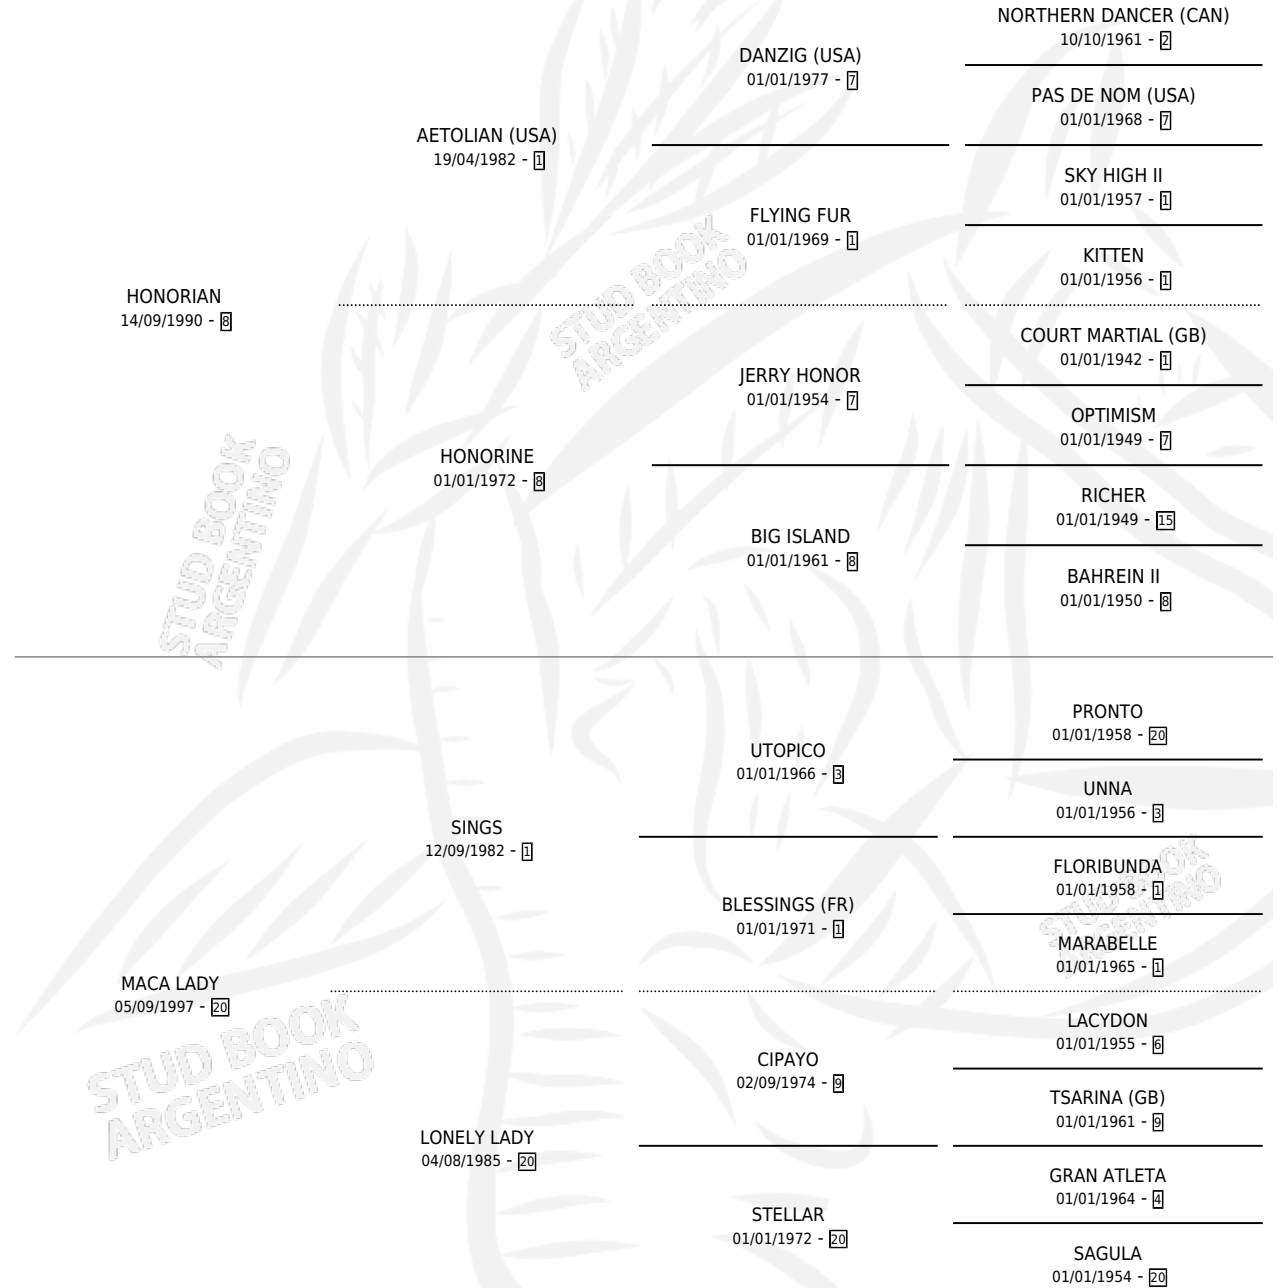 NORTHERN DANCER (CAN)
10/10/1961 - 2
DANZIG (USA)
01/01/1977 - 7
PAS DE NOM (USA)
01/01/1968 - 7
AETOLIAN (USA)
19/04/1982 - 1
SKY HIGH II
01/01/1957 - 1
FLYING FUR
01/01/1969 - 1
KITTEN
01/01/1956 - 1
HONORIAN
14/09/1990 - 8
COURT MARTIAL (GB)
01/01/1942 - 1
JERRY HONOR
01/01/1954 - 7
OPTIMISM
01/01/1949 - 7
HONORINE
01/01/1972 - 8
RICHER
01/01/1949 - 15
BIG ISLAND
01/01/1961 - 8
BAHREIN II
01/01/1950 - 8
PRONTO
01/01/1958 - 20
UTOPICO
01/01/1966 - 3
UNNA
01/01/1956 - 3
SINGS
12/09/1982 - 1
FLORIBUNDA
01/01/1958 - 1
BLESSINGS (FR)
01/01/1971 - 1
MARABELLE
01/01/1965 - 1
MACA LADY
05/09/1997 - 20
LACYDON
01/01/1955 - 6
CIPAYO
02/09/1974 - 9
TSARINA (GB)
01/01/1961 - 9
LONELY LADY
04/08/1985 - 20
GRAN ATLETA
01/01/1964 - 4
STELLAR
01/01/1972 - 20
SAGULA
01/01/1954 - 20
STUD BOOK
ARGENTINO
STUD BOOK
ARGENTINO
STUD BOOK
ARGENTINO
STUD BOOK
ARGENTINO